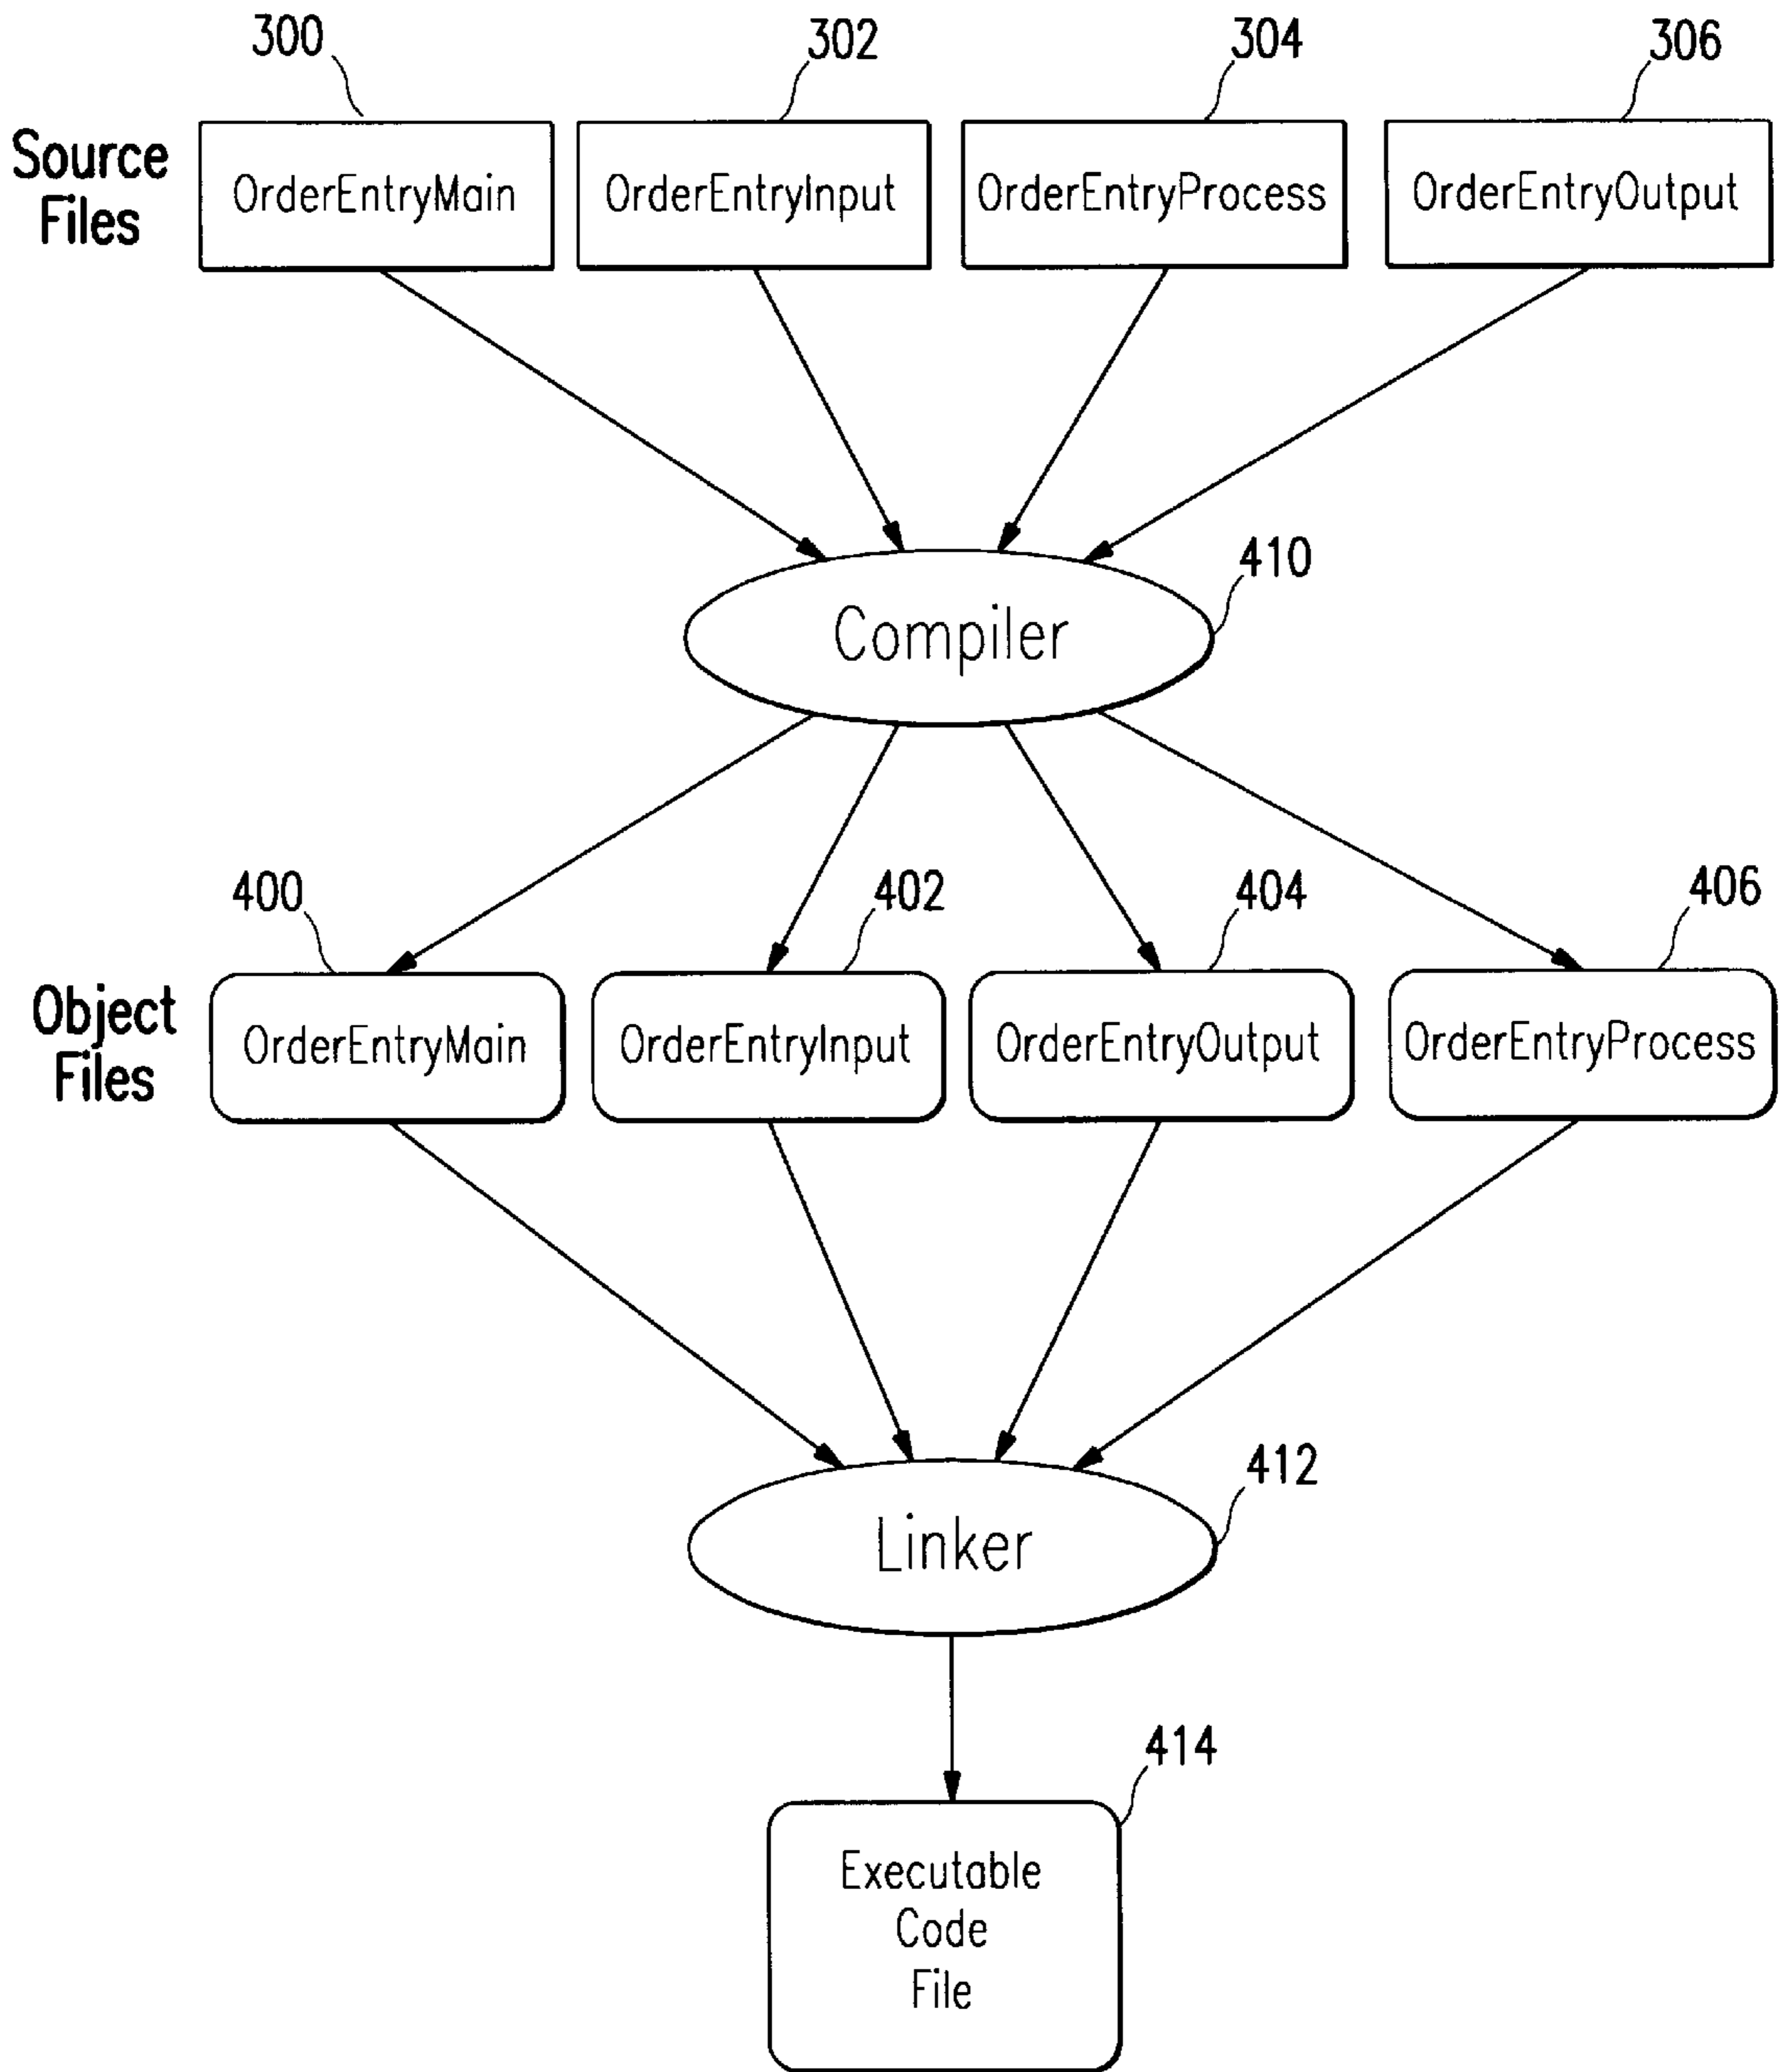 300
302
304
306
Source
Files
OrderEntryMain
OrderEntryInput
OrderEntryProcess
OrderEntryOutput
410
Compiler
400
402
404
406
Object
Files
OrderEntryMain
OrderEntryInput
OrderEntryOutput
OrderEntryProcess
412
Linker
414
Executable
Code
File